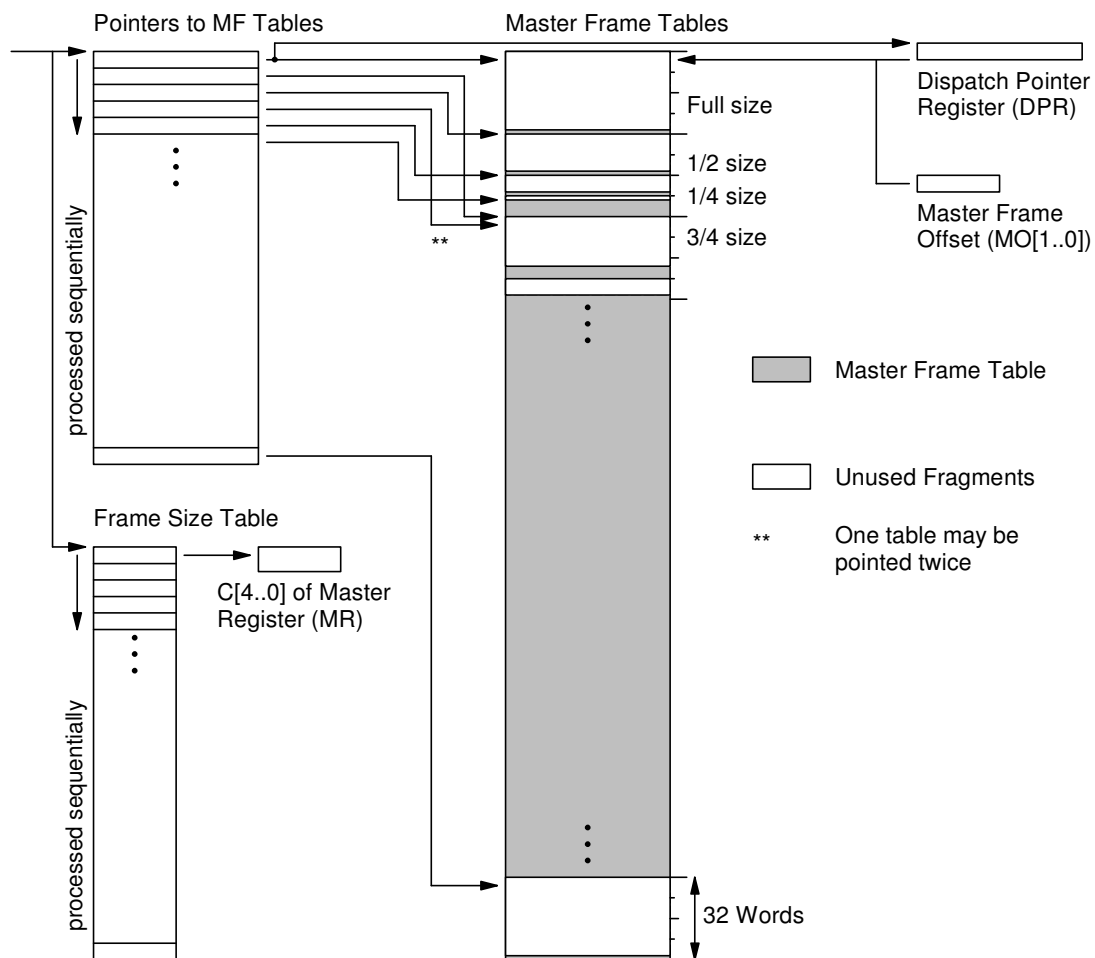 Pointers to MF Tables
Master Frame Tables
Dispatch Pointer
Register (DPR)
Full size
1/2 size
1/4 size
3/4 size
Master Frame
Offset (MO[1..0])
**
processed sequentially
Master Frame Table
Unused Fragments
** One table may be
pointed twice
Frame Size Table
C[4..0] of Master
Register (MR)
processed sequentially
32 Words